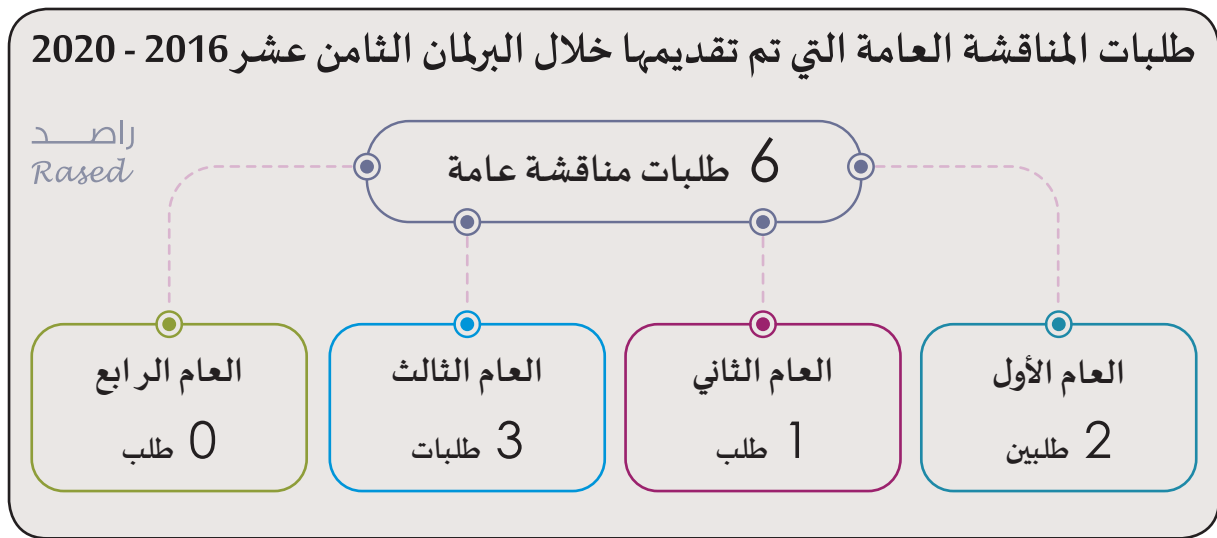 طلبات المناقشة العامة التي تم تقديمها خلال البرلمان الثامن عشر 2016 - 2020
راصد
Rased
6 طلبات مناقشة عامة
العام الأول
2 طلبين
العام الثاني
1 طلب
العام الثالث
3 طلبات
العام الرابع
0 طلب